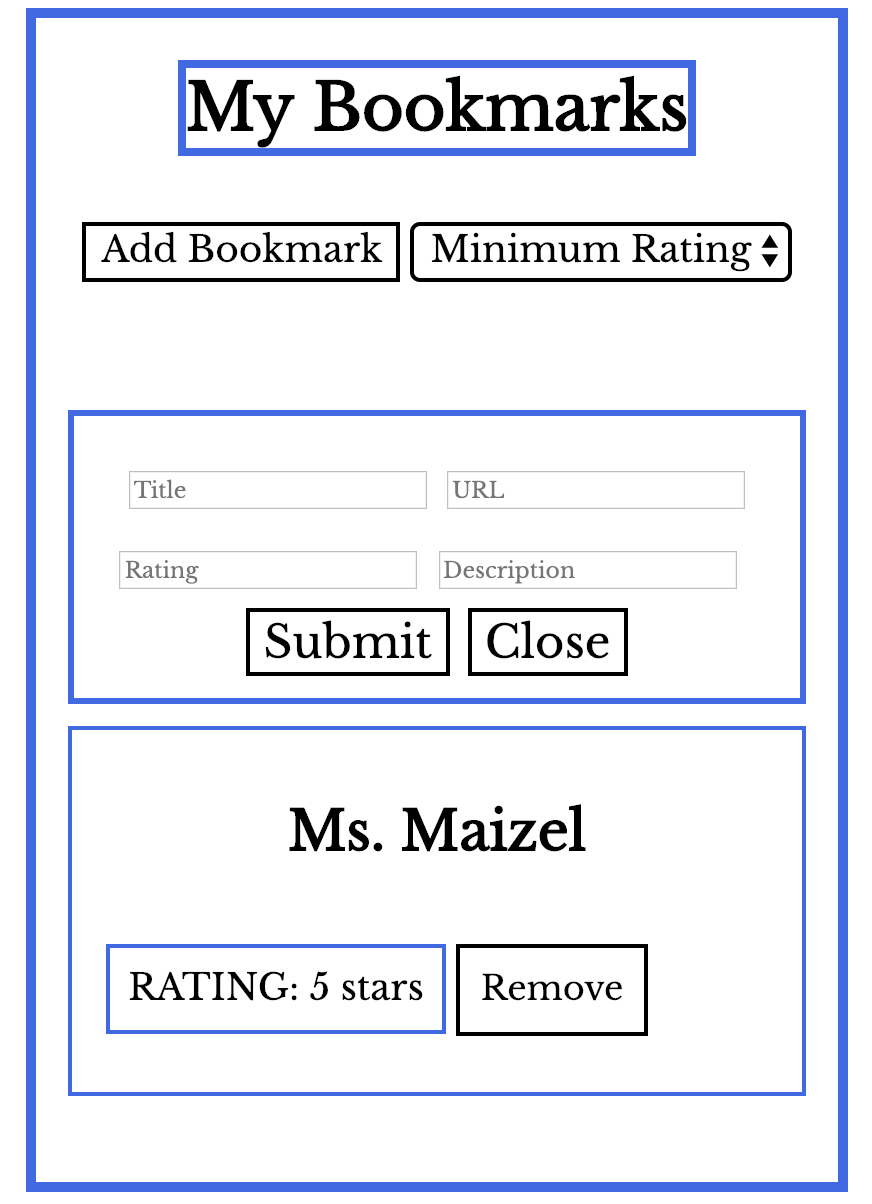 My Bookmarks
Add Bookmark Minimum Rating
Title URL
Rating Description
Submit Close
Ms. Maizel
RATING: 5 stars Remove